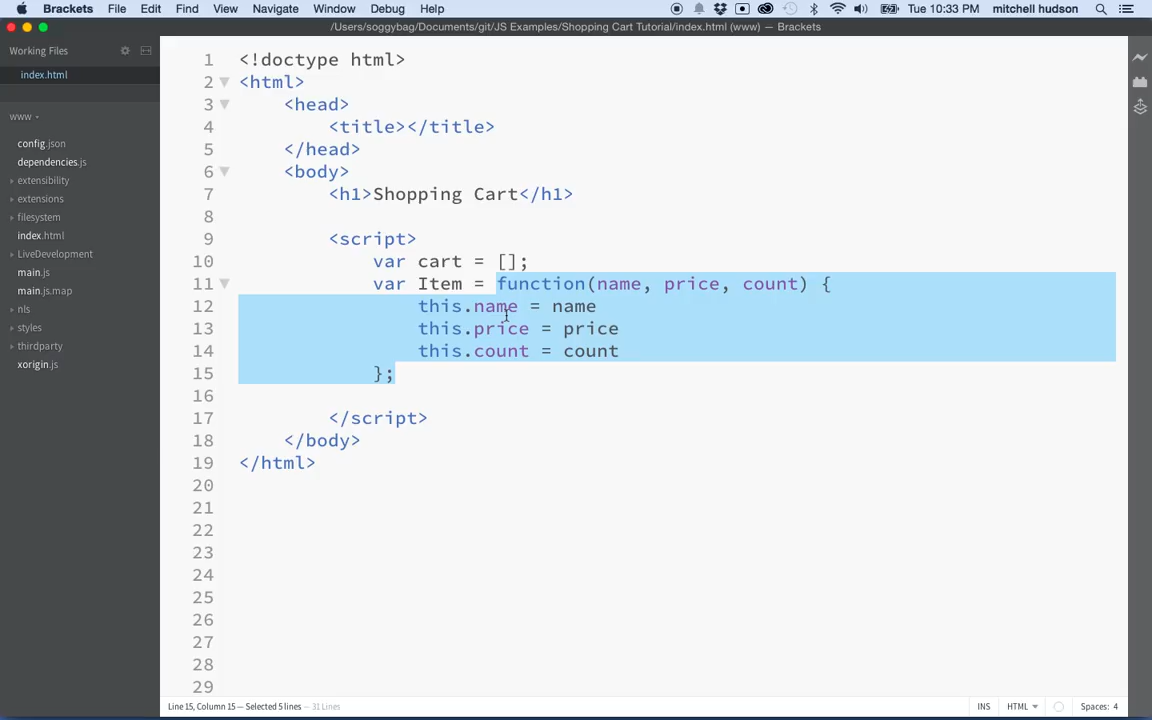 Brackets File Edit Find View Navigate Window Debug Help Tue 10:33 PM mitchell hudson
/Users/soggybag/Documents/git/JS Examples/Shopping Cart Tutorial/index.html (www) — Brackets
Working Files
index.html
www
config.json
dependencies.js
extensibility
extensions
filesystem
index.html
LiveDevelopment
main.js
main.js.map
nls
styles
thirdparty
xorigin.js
1 <!doctype html>
2 <html>
3 <head>
4 <title></title>
5 </head>
6 <body>
7 <h1>Shopping Cart</h1>
8
9 <script>
10 var cart = [];
11 var Item = function(name, price, count) {
12 this.name = name
13 this.price = price
14 this.count = count
15 };
16
17 </script>
18 </body>
19 </html>
20
21
22
23
24
25
26
27
28
29
Line 15, Column 15 — Selected 5 lines — 31 Lines INS HTML Spaces: 4